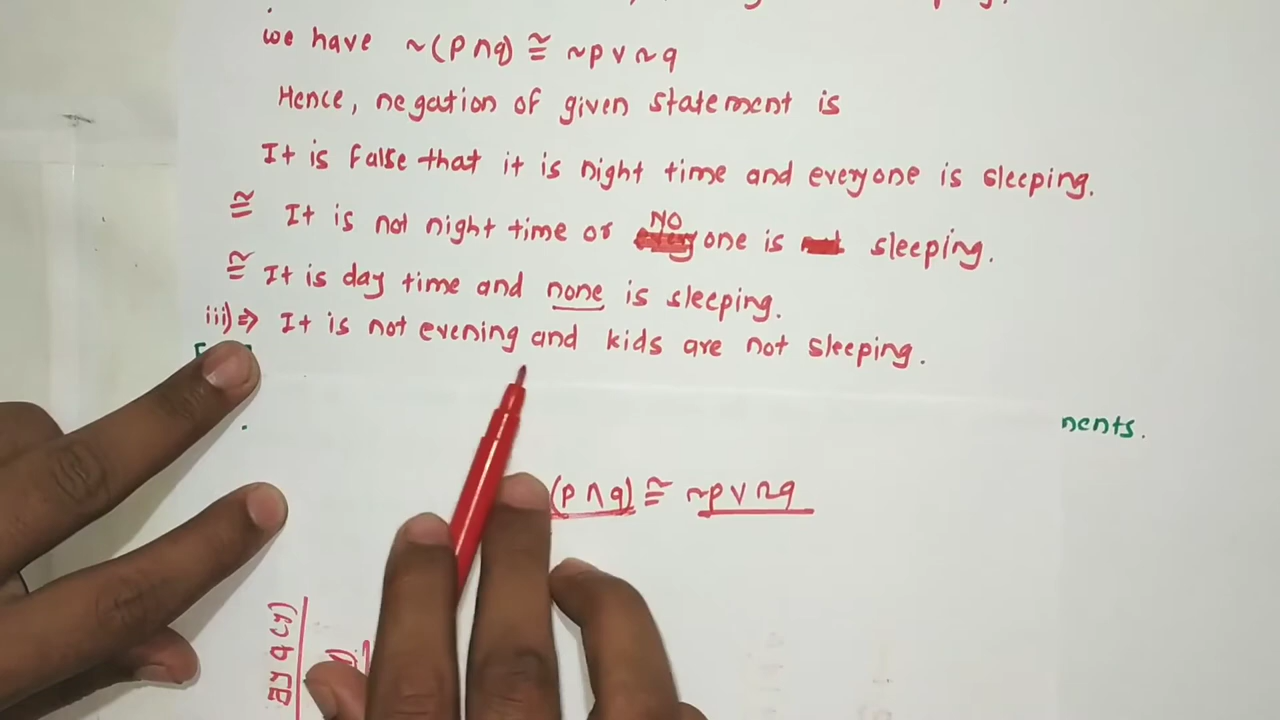 we have ~(p∧q) ≅ ~p∨~q
Hence, negation of given statement is
It is false that it is night time and everyone is sleeping.
≅ It is not night time or NO one is sleeping.
≅ It is day time and none is sleeping.
iii)⇒ It is not evening and kids are not sleeping.
nents.
(p∧q) ≅ ~p∨~q